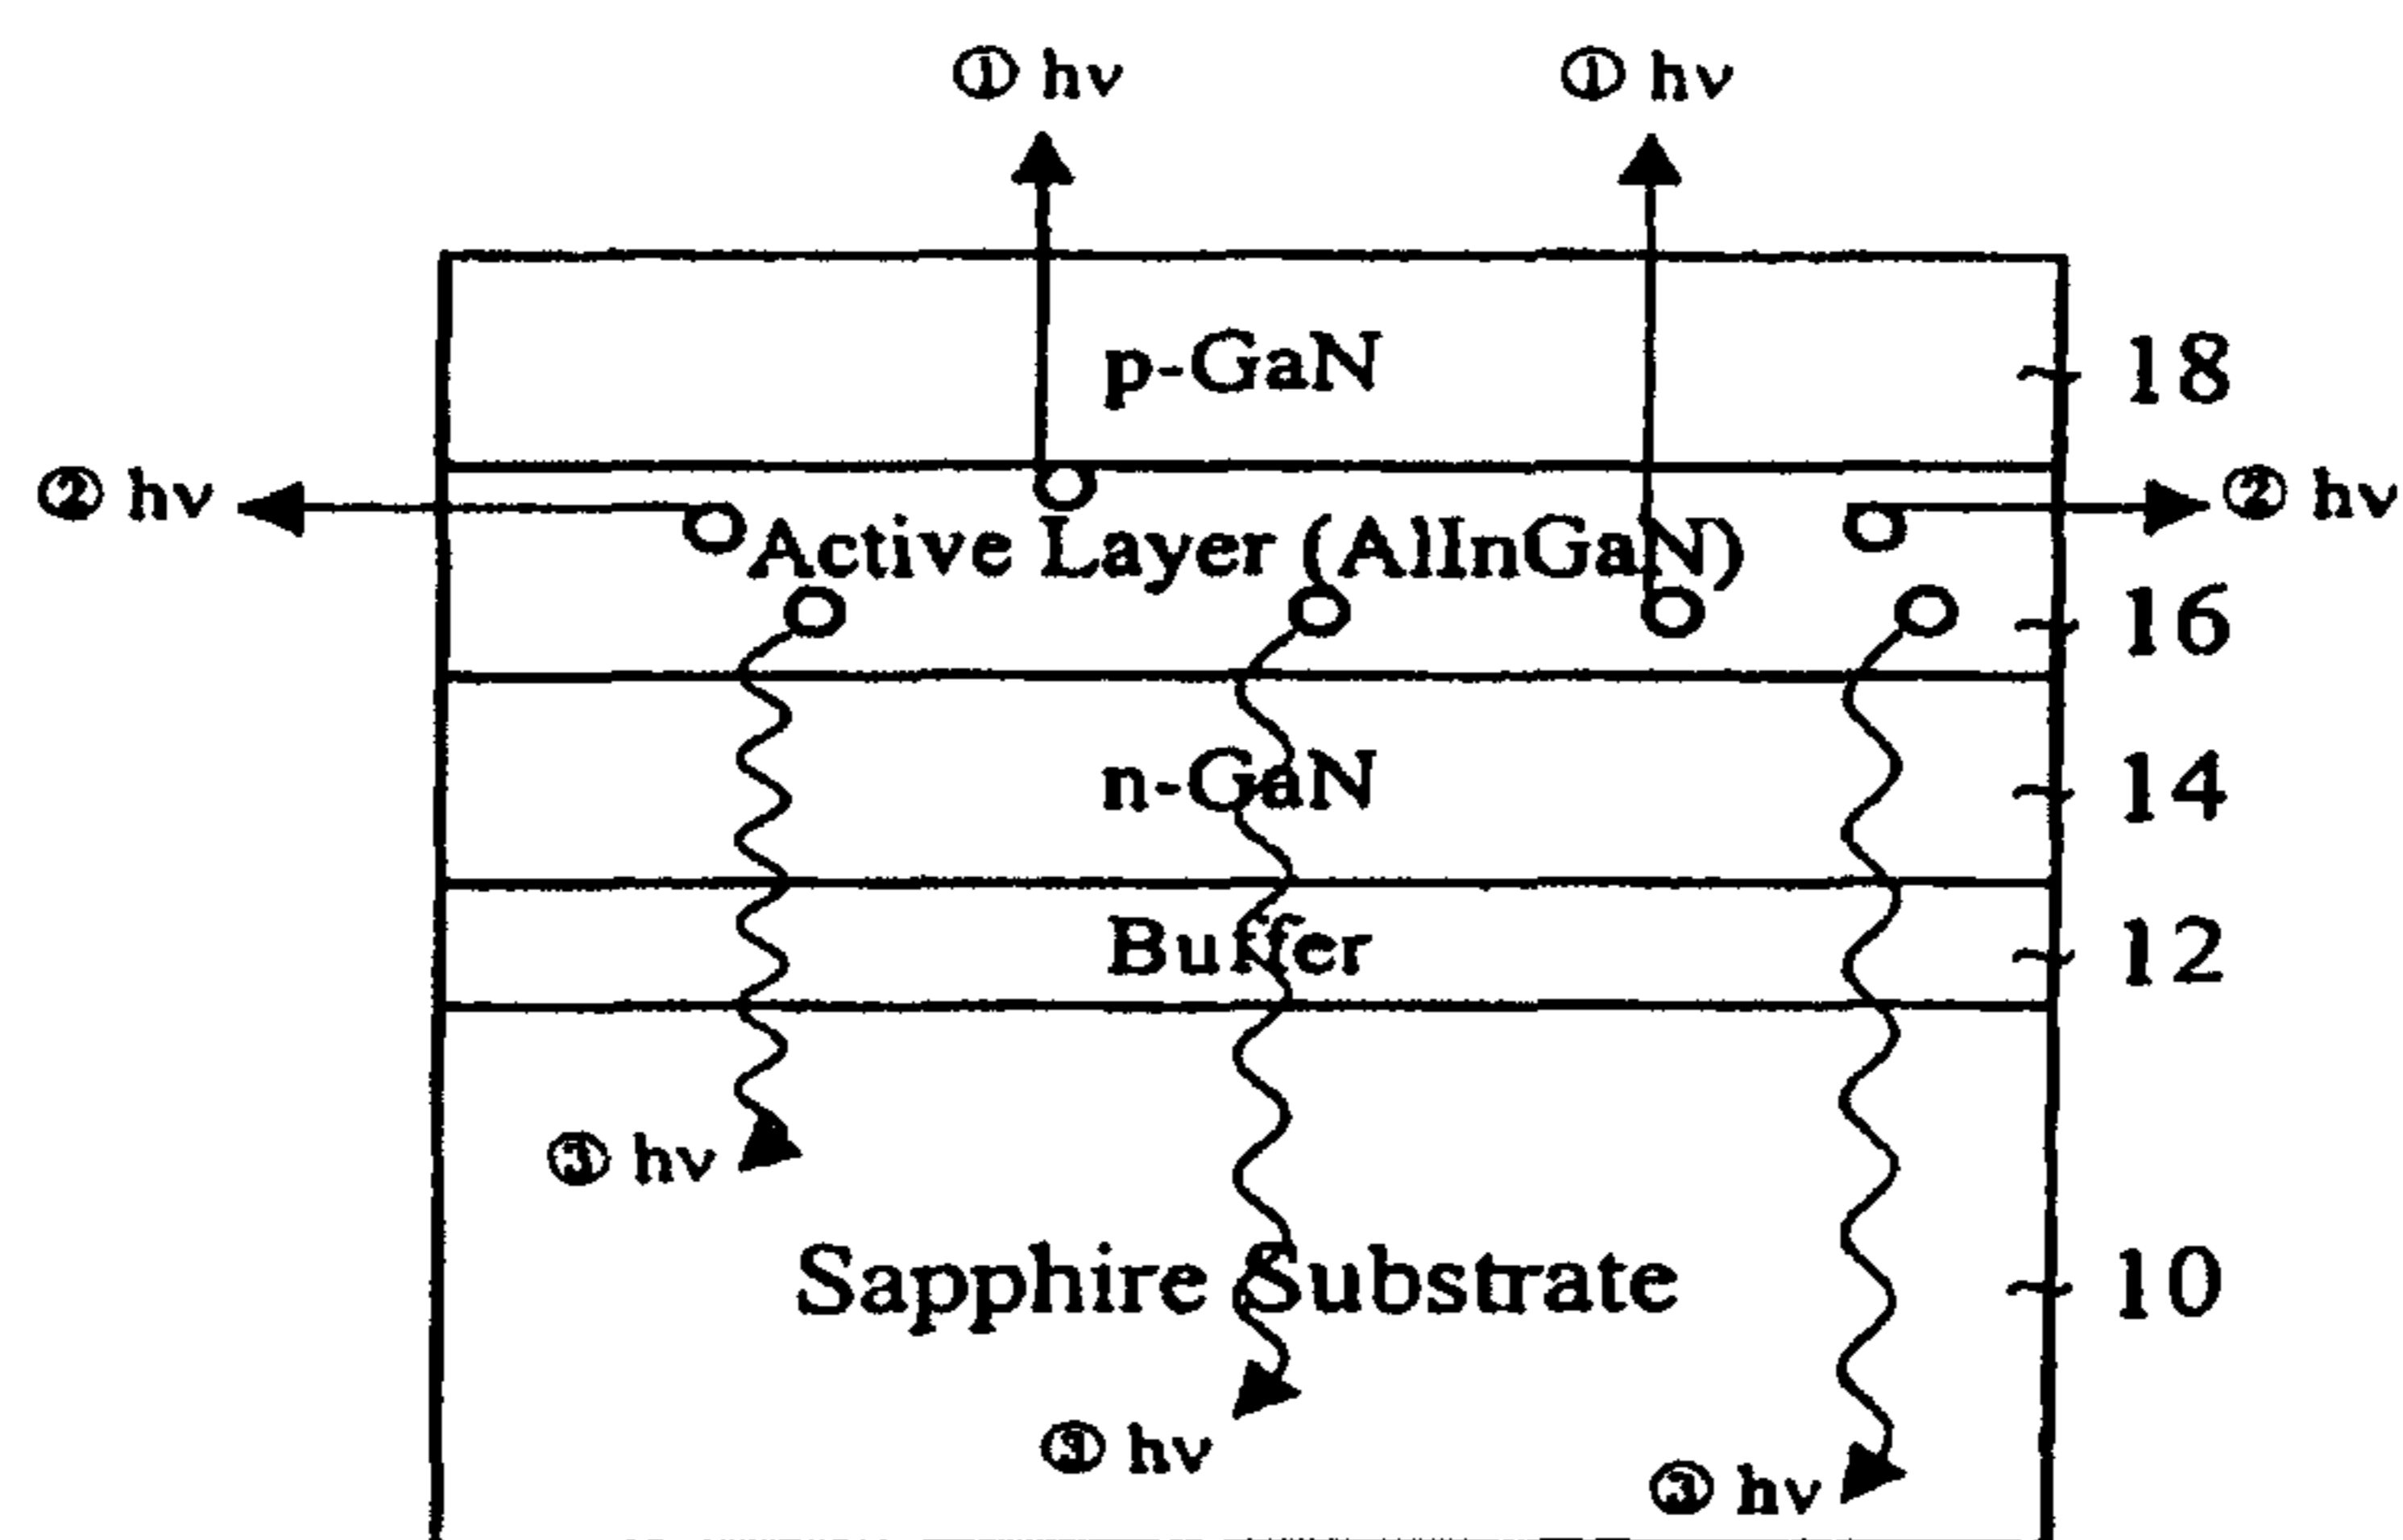 ① hν ① hν
p-GaN 18
② hν ② hν
Active Layer (AlInGaN)
16
n-GaN 14
Buffer 12
③ hν
Sapphire Substrate 10
③ hν
③ hν